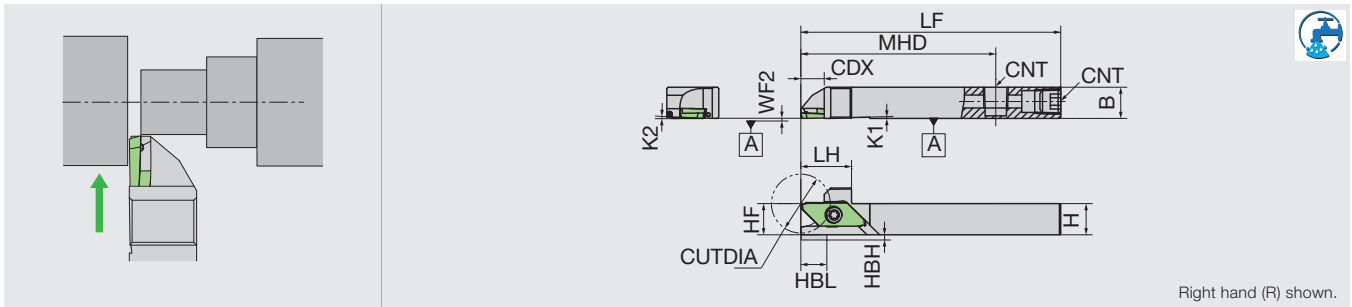 LF
MHD
CDX
CNT
CNT
WF2
B
K2
K1
A
A
LH
HF
H
CUTDIA
HBH
HBL
Right hand (R) shown.